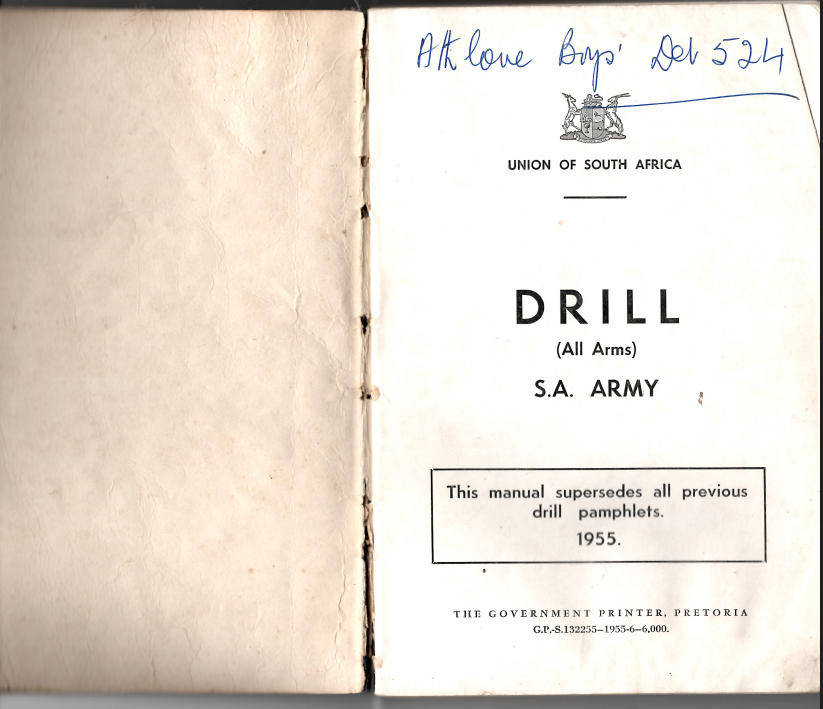 Athlone Boys' Det 524
UNION OF SOUTH AFRICA
DRILL
(All Arms)
S.A. ARMY
This manual supersedes all previous
drill pamphlets.
1955.
THE GOVERNMENT PRINTER, PRETORIA
G.P.-S.132255—1955-6—6,000.